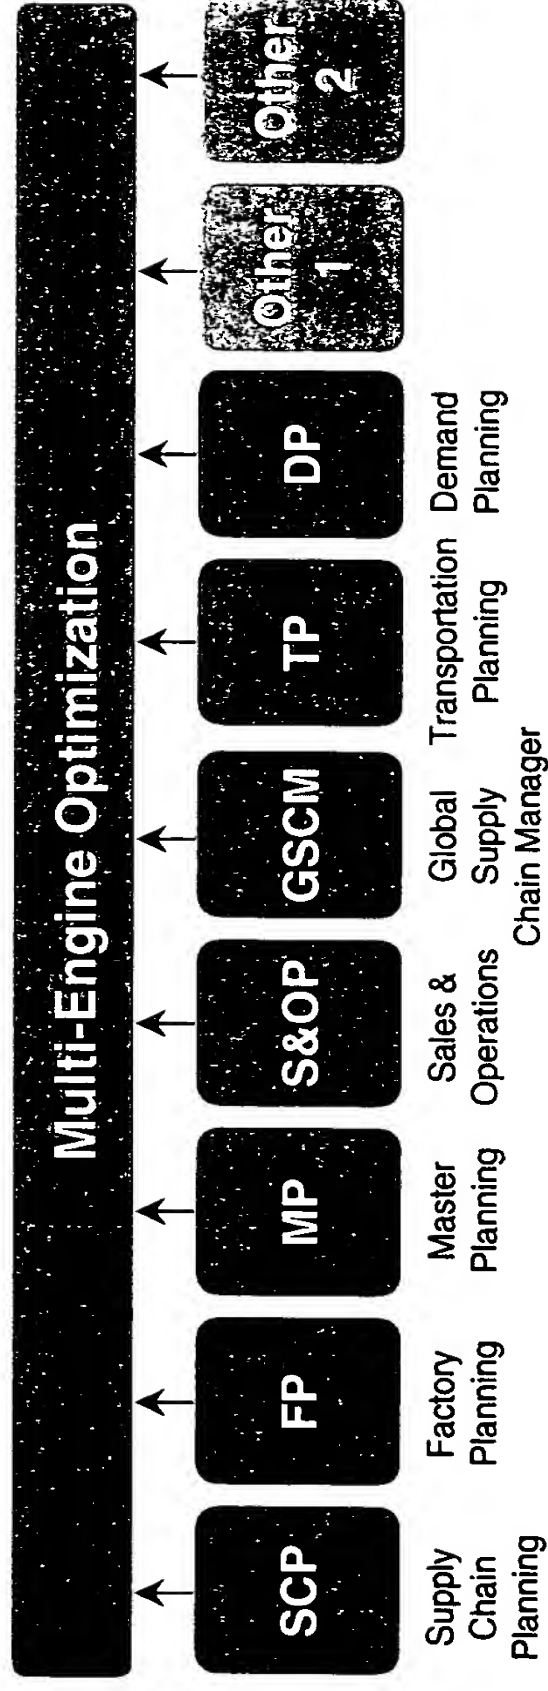 Multi-Engine Optimization
SCP
FP
MP
S&OP
GSCM
TP
DP
Other
1
Other
2
Supply
Chain
Planning
Factory
Planning
Master
Planning
Sales &
Operations
Global
Supply
Chain Manager
Transportation
Planning
Demand
Planning